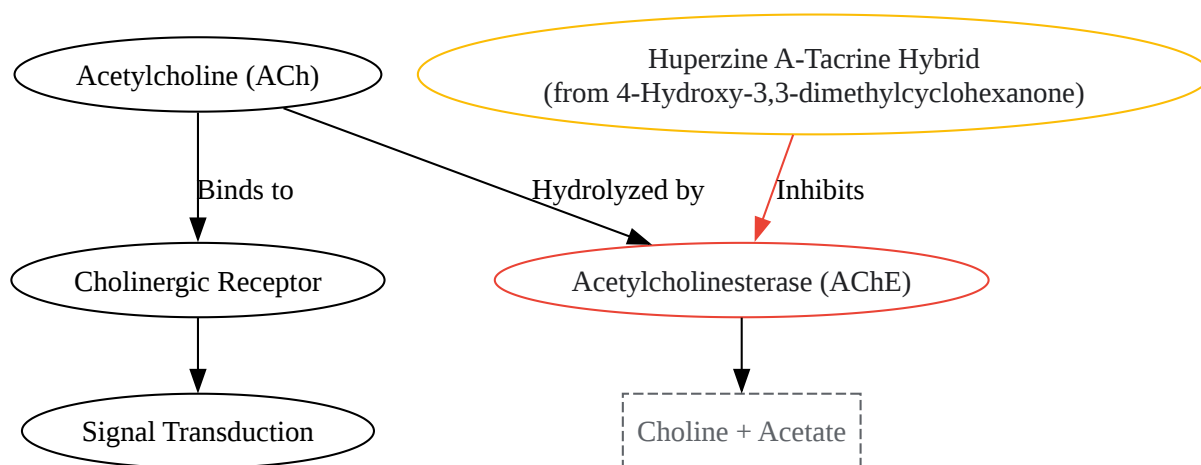 Acetylcholine (ACh)
Huperzine A-Tacrine Hybrid
(from 4-Hydroxy-3,3-dimethylcyclohexanone)
Binds to
Hydrolyzed by
Inhibits
Cholinergic Receptor
Acetylcholinesterase (AChE)
Signal Transduction
Choline + Acetate